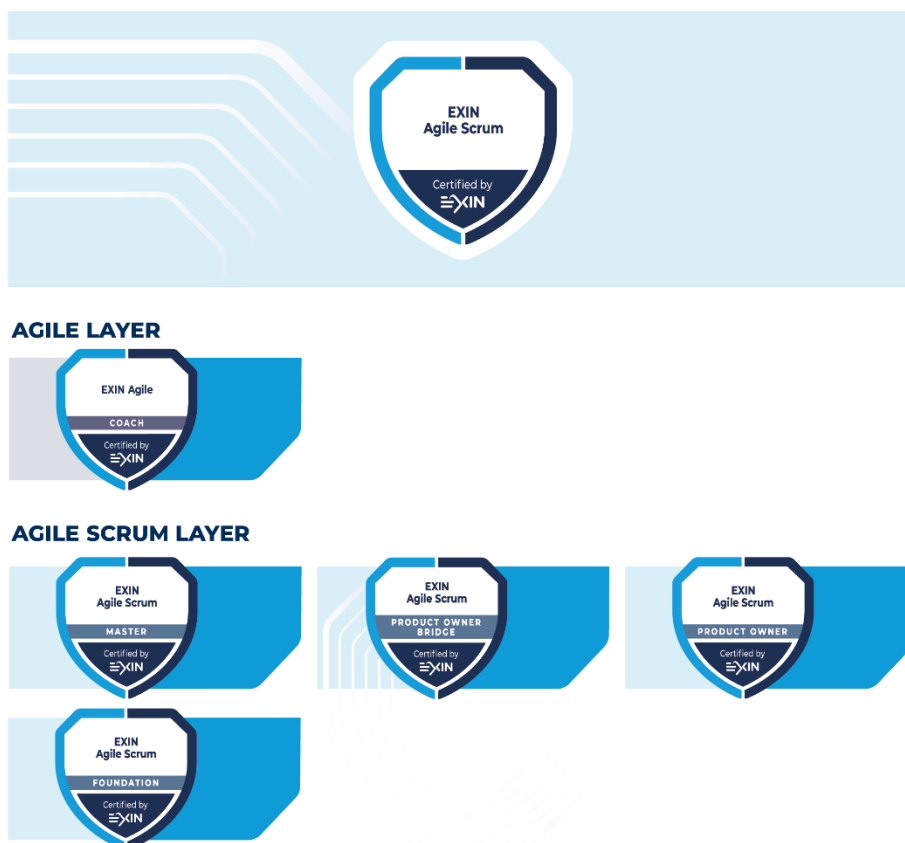 EXIN
Agile Scrum
Certified by
EXIN
AGILE LAYER
EXIN Agile
COACH
Certified by
EXIN
AGILE SCRUM LAYER
EXIN
Agile Scrum
MASTER
Certified by
EXIN
EXIN
Agile Scrum
PRODUCT OWNER
BRIDGE
Certified by
EXIN
EXIN
Agile Scrum
PRODUCT OWNER
Certified by
EXIN
EXIN
Agile Scrum
FOUNDATION
Certified by
EXIN